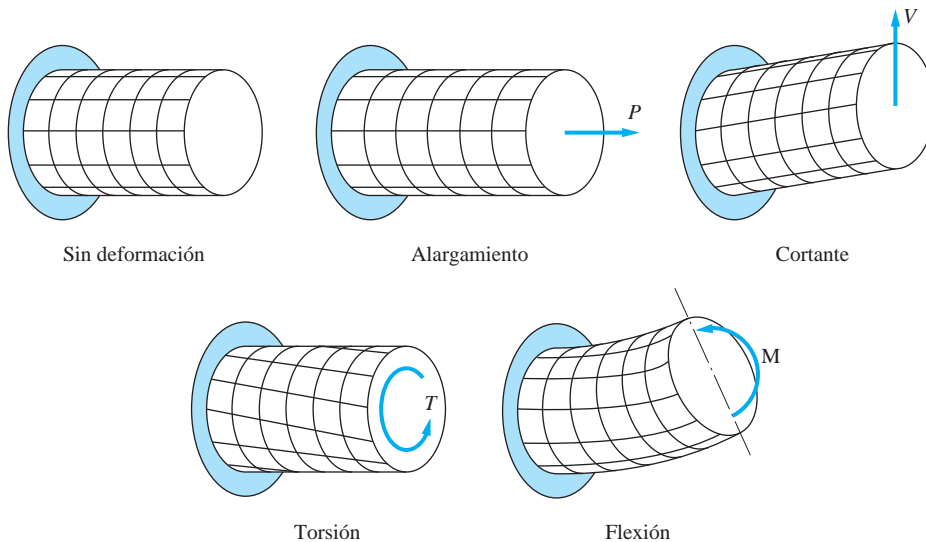 V
P
Sin deformación
Alargamiento
Cortante
T
M
Torsión
Flexión